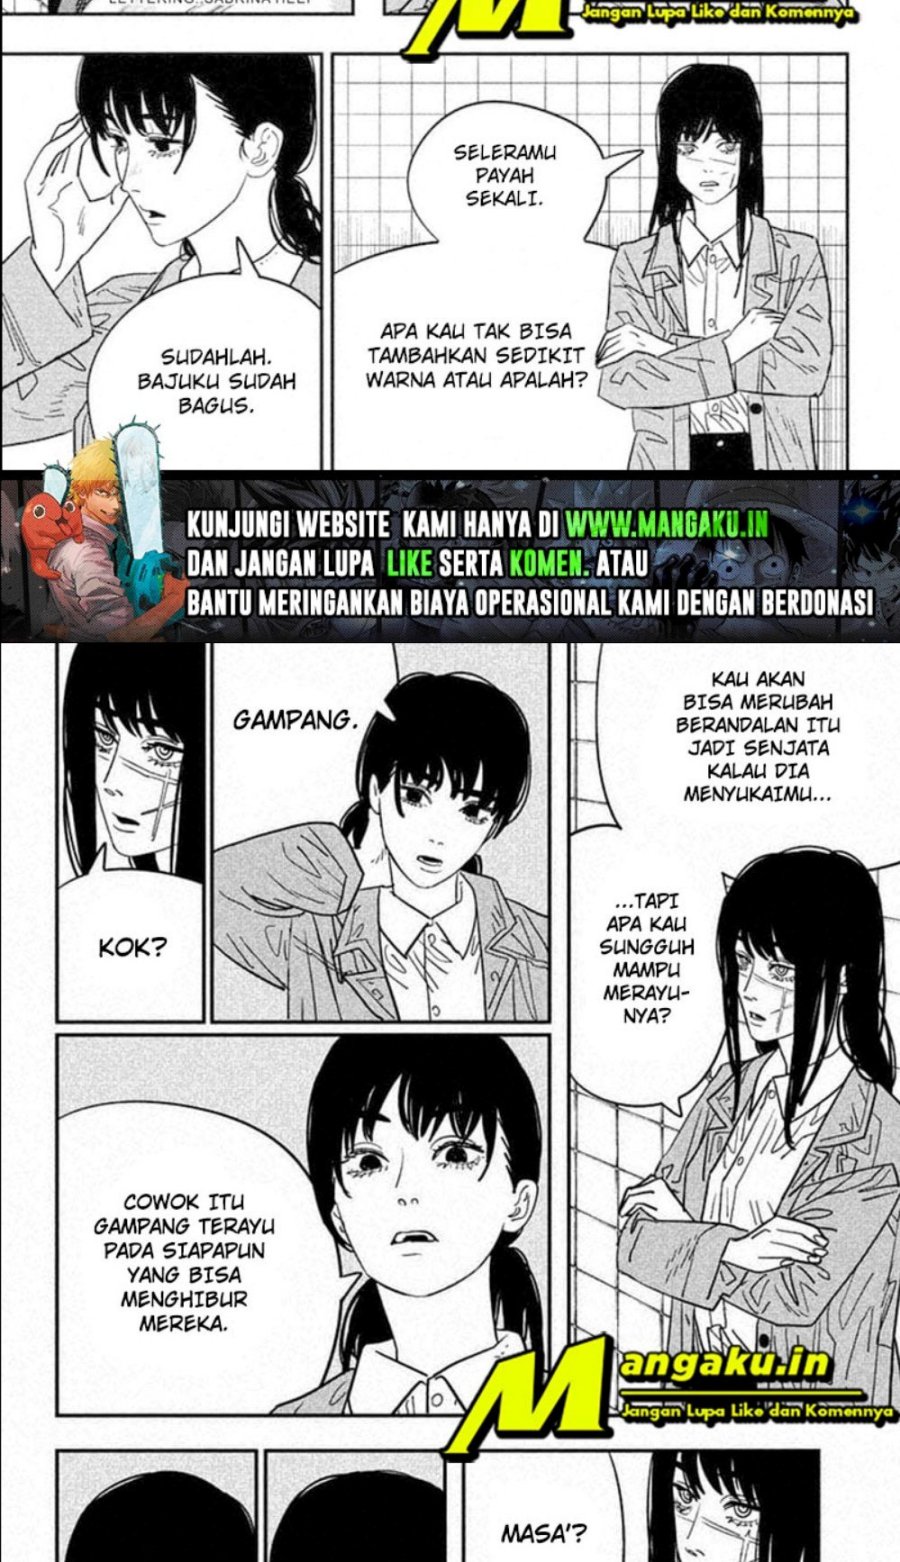 LETTERING: SABRINA HEEP
Jangan Lupa Like dan Komennya
SELERAMU
PAYAH
SEKALI.
APA KAU TAK BISA
TAMBAHKAN SEDIKIT
WARNA ATAU APALAH?
SUDAHLAH.
BAJUKU SUDAH
BAGUS.
KUNJUNGI WEBSITE KAMI HANYA DI WWW.MANGAKU.IN
DAN JANGAN LUPA LIKE SERTA KOMEN. ATAU
BANTU MERINGANKAN BIAYA OPERASIONAL KAMI DENGAN BERDONASI
KAU AKAN
BISA MERUBAH
BERANDALAN ITU
JADI SENJATA
KALAU DIA
MENYUKAIMU...
...TAPI
APA KAU
SUNGGUH
MAMPU
MERAYU-
NYA?
GAMPANG.
KOK?
COWOK ITU
GAMPANG TERAYU
PADA SIAPAPUN
YANG BISA
MENGHIBUR
MEREKA.
Mangaku.in
Jangan Lupa Like dan Komennya
MASA'?